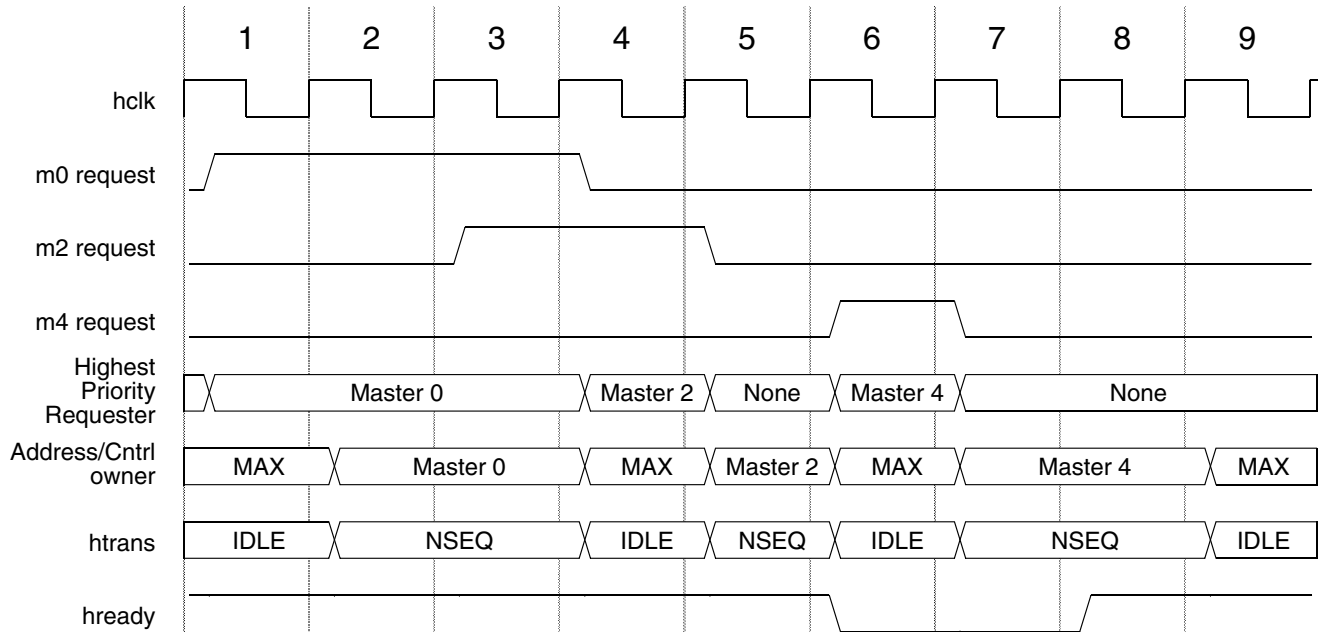 1 2 3 4 5 6 7 8 9
hclk
m0 request
m2 request
m4 request
Highest
Priority
Requester
Master 0 Master 2 None Master 4 None
Address/Cntrl
owner
MAX Master 0 MAX Master 2 MAX Master 4 MAX
htrans IDLE NSEQ IDLE NSEQ IDLE NSEQ IDLE
hready